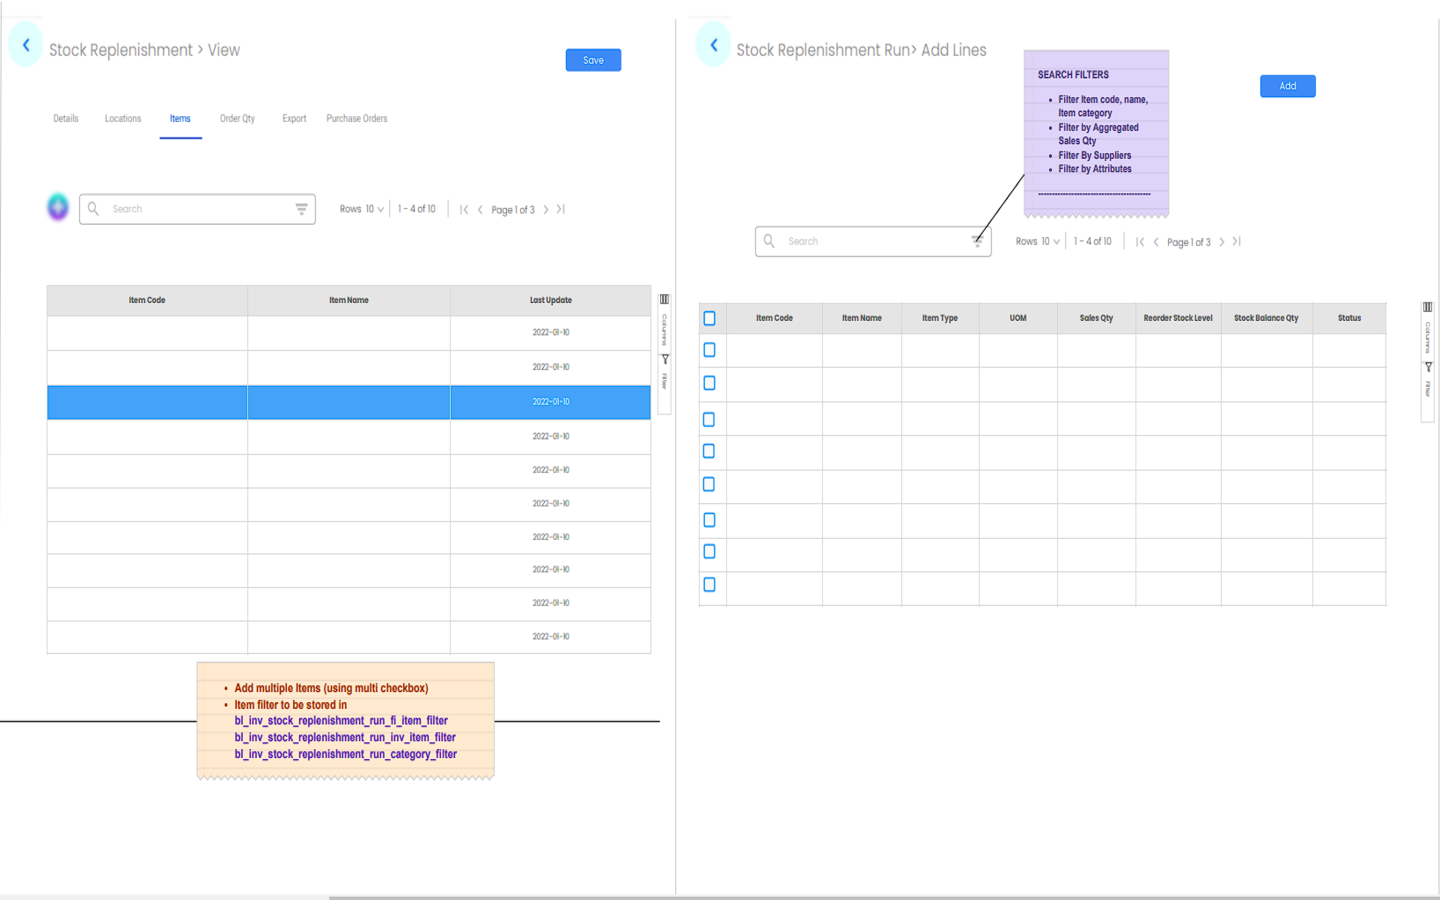 Stock Replenishment > View
Save
Details Locations Items Order Qty Export Purchase Orders
Search
Rows 10 1 - 4 of 10 Page 1 of 3
Item Code Item Name Last Update
2022-01-10
2022-01-10
2022-01-10
2022-01-10
2022-01-10
2022-01-10
2022-01-10
2022-01-10
2022-01-10
2022-01-10
Columns
Filter
• Add multiple Items (using multi checkbox)
• Item filter to be stored in
bl_inv_stock_replenishment_run_fi_item_filter
bl_inv_stock_replenishment_run_inv_item_filter
bl_inv_stock_replenishment_run_category_filter
Stock Replenishment Run> Add Lines
SEARCH FILTERS
• Filter Item code, name,
Item category
• Filter by Aggregated
Sales Qty
• Filter By Suppliers
• Filter by Attributes
----------------------------------------
Add
Search
Rows 10 1 - 4 of 10 Page 1 of 3
Item Code Item Name Item Type UOM Sales Qty Reorder Stock Level Stock Balance Qty Status
Columns
Filter